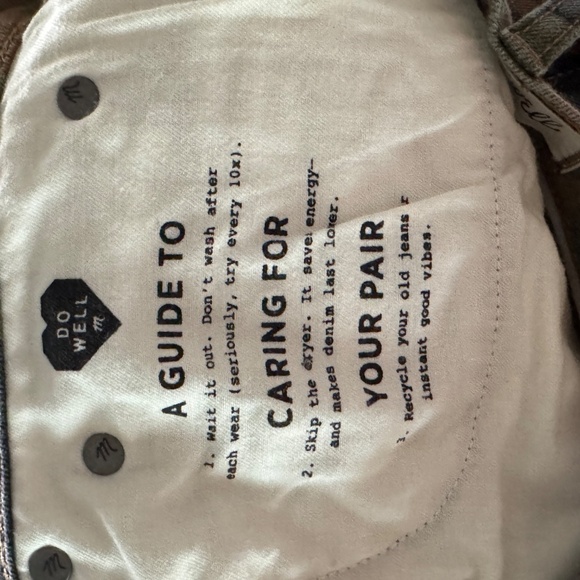 m
m
m
DO
WELL
m
A GUIDE TO
1. Wait it out. Don't wash after
each wear (seriously, try every 10x).
CARING FOR
2. Skip the dryer. It saves energy—
and makes denim last longer.
YOUR PAIR
3. Recycle your old jeans
instant good vibes.